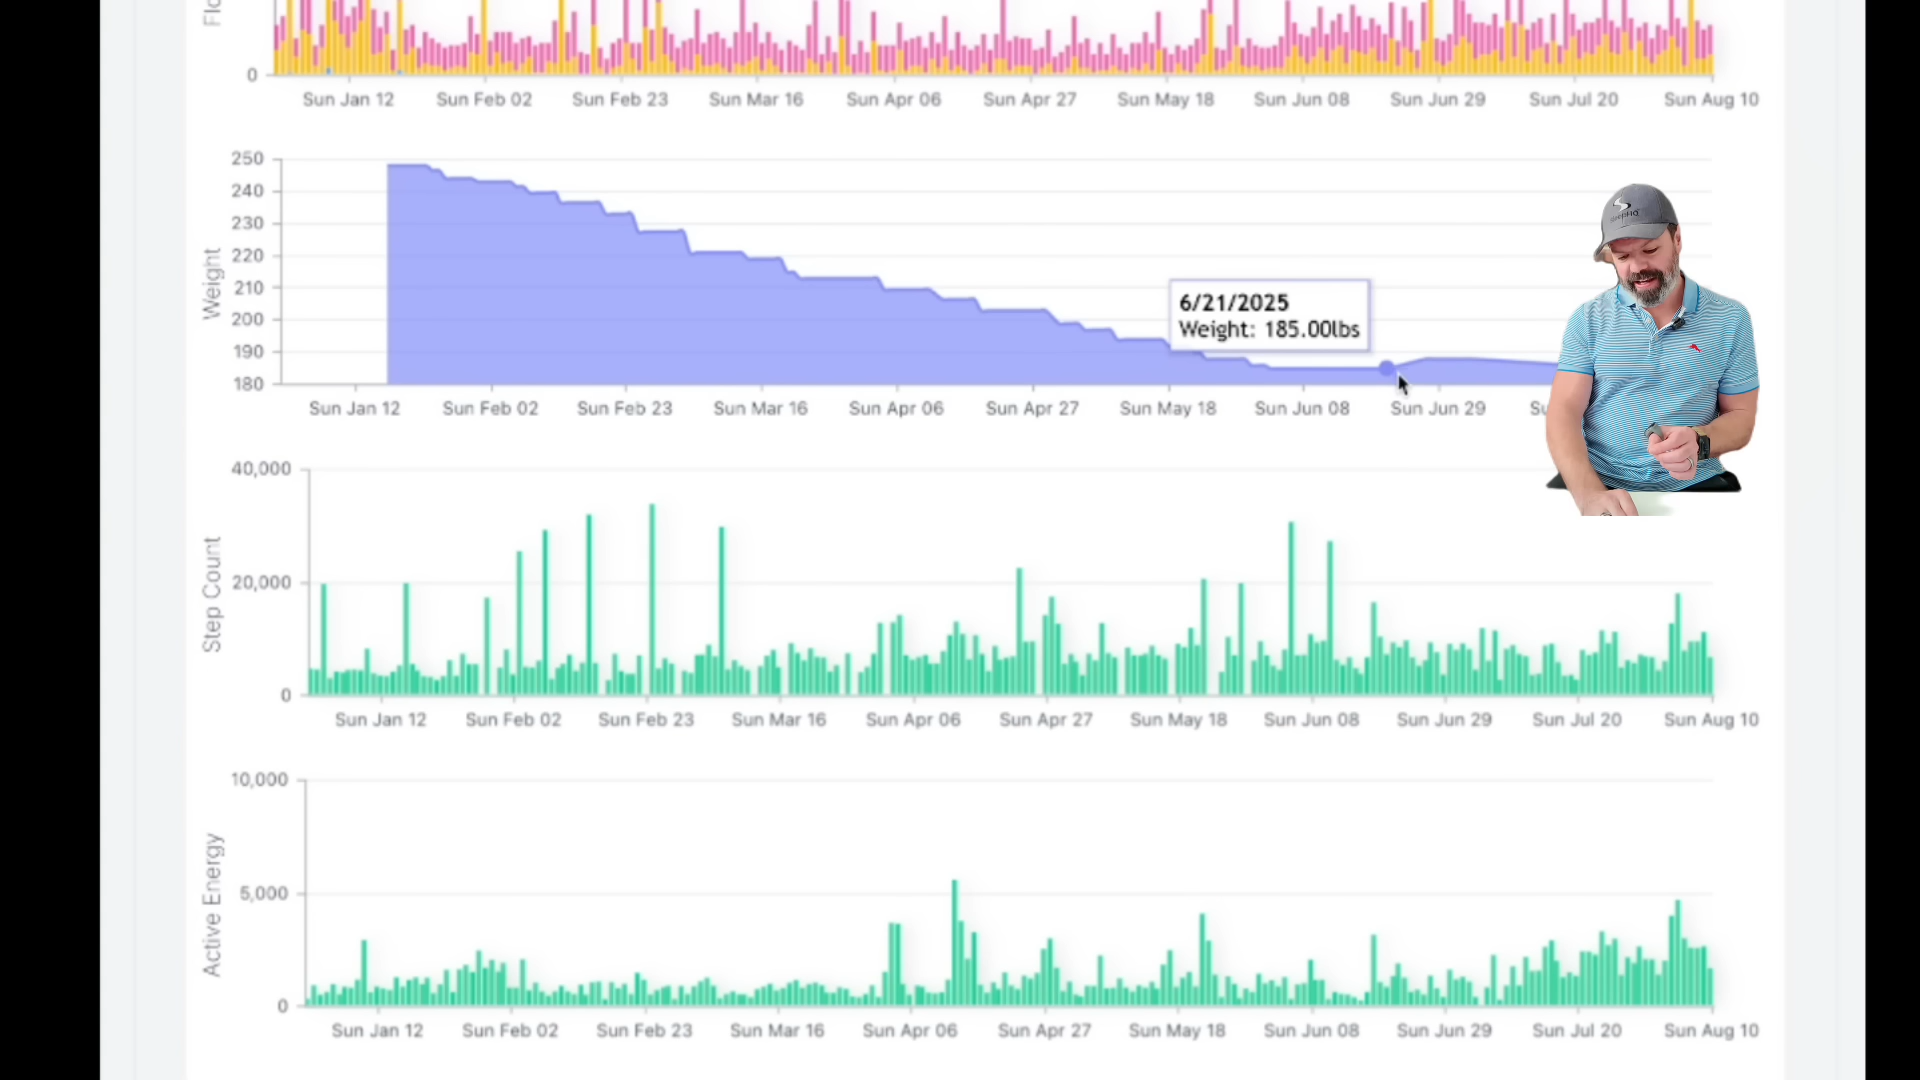 Flo
0
Sun Jan 12 Sun Feb 02 Sun Feb 23 Sun Mar 16 Sun Apr 06 Sun Apr 27 Sun May 18 Sun Jun 08 Sun Jun 29 Sun Jul 20 Sun Aug 10
Weight
250
240
230
220
210
200
190
180
6/21/2025
Weight: 185.00lbs
Sun Jan 12 Sun Feb 02 Sun Feb 23 Sun Mar 16 Sun Apr 06 Sun Apr 27 Sun May 18 Sun Jun 08 Sun Jun 29 Su
Step Count
40,000
20,000
0
Sun Jan 12 Sun Feb 02 Sun Feb 23 Sun Mar 16 Sun Apr 06 Sun Apr 27 Sun May 18 Sun Jun 08 Sun Jun 29 Sun Jul 20 Sun Aug 10
Active Energy
10,000
5,000
0
Sun Jan 12 Sun Feb 02 Sun Feb 23 Sun Mar 16 Sun Apr 06 Sun Apr 27 Sun May 18 Sun Jun 08 Sun Jun 29 Sun Jul 20 Sun Aug 10